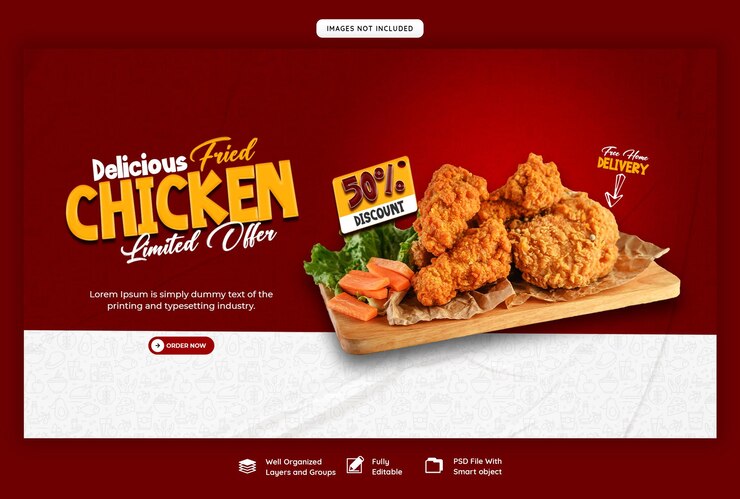 IMAGES NOT INCLUDED
Delicious Fried
CHICKEN
Limited Offer
Lorem Ipsum is simply dummy text of the
printing and typesetting industry.
ORDER NOW
50%
DISCOUNT
Free Home
DELIVERY
Well Organized
Layers and Groups
Fully
Editable
PSD File With
Smart object